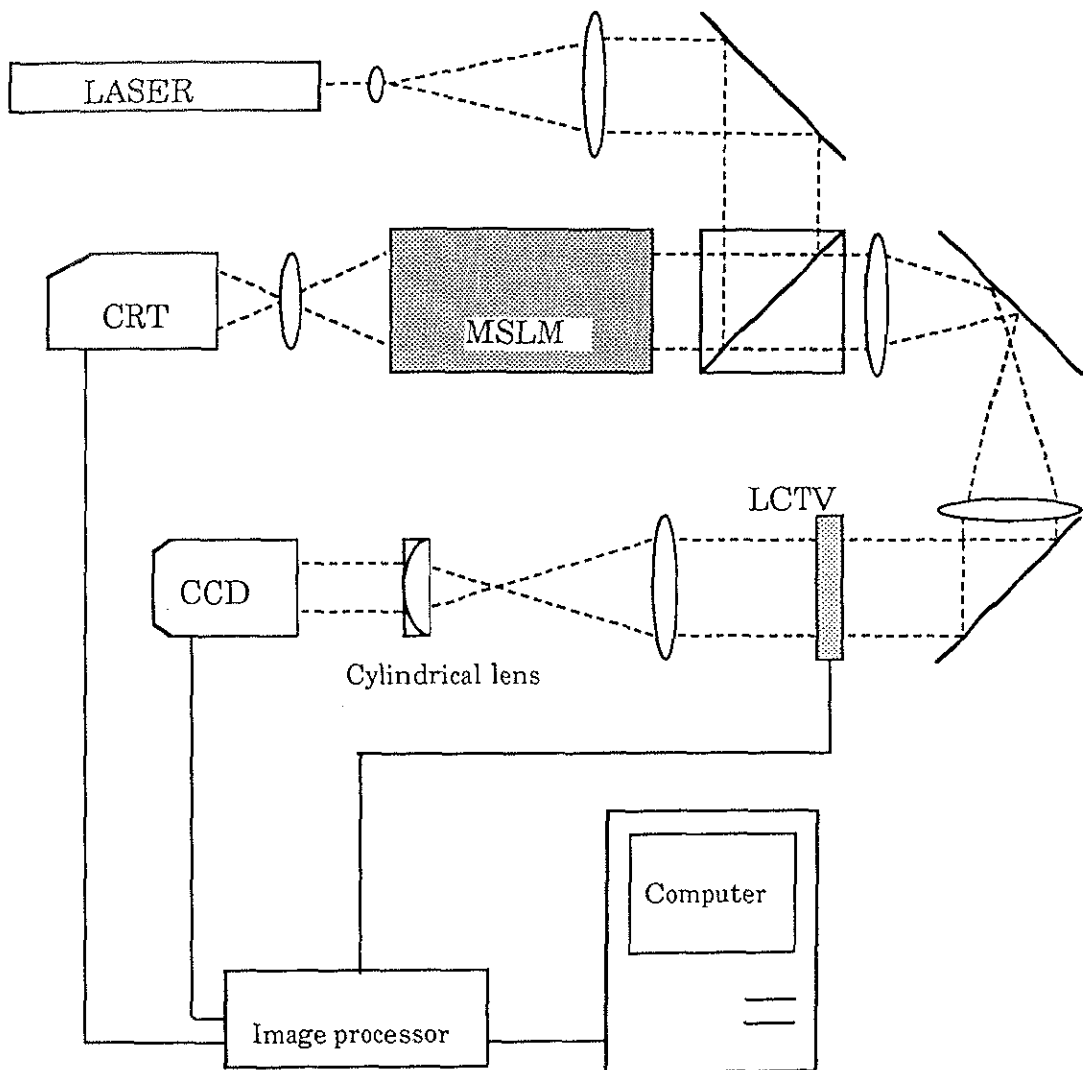 LASER
CRT
MSLM
LCTV
CCD
Cylindrical lens
Computer
Image processor